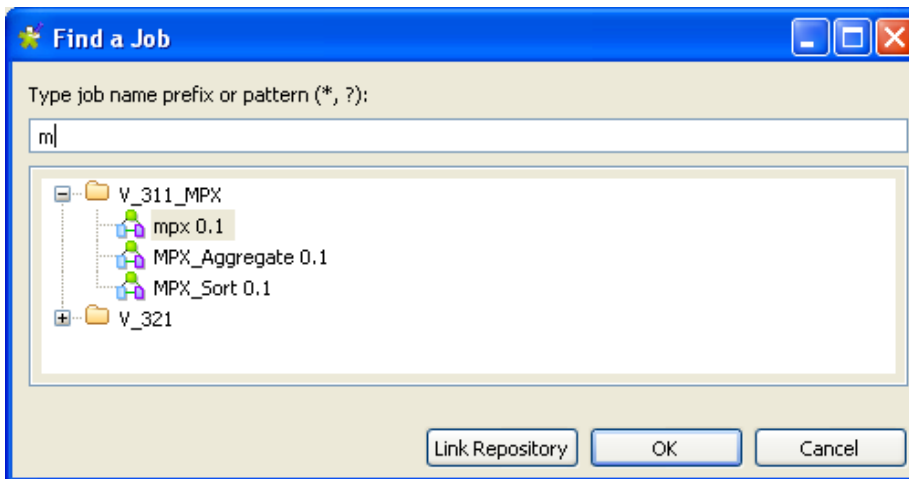 Find a Job
Type job name prefix or pattern (*, ?):
m
V_311_MPX
mpx 0.1
MPX_Aggregate 0.1
MPX_Sort 0.1
V_321
Link Repository OK Cancel